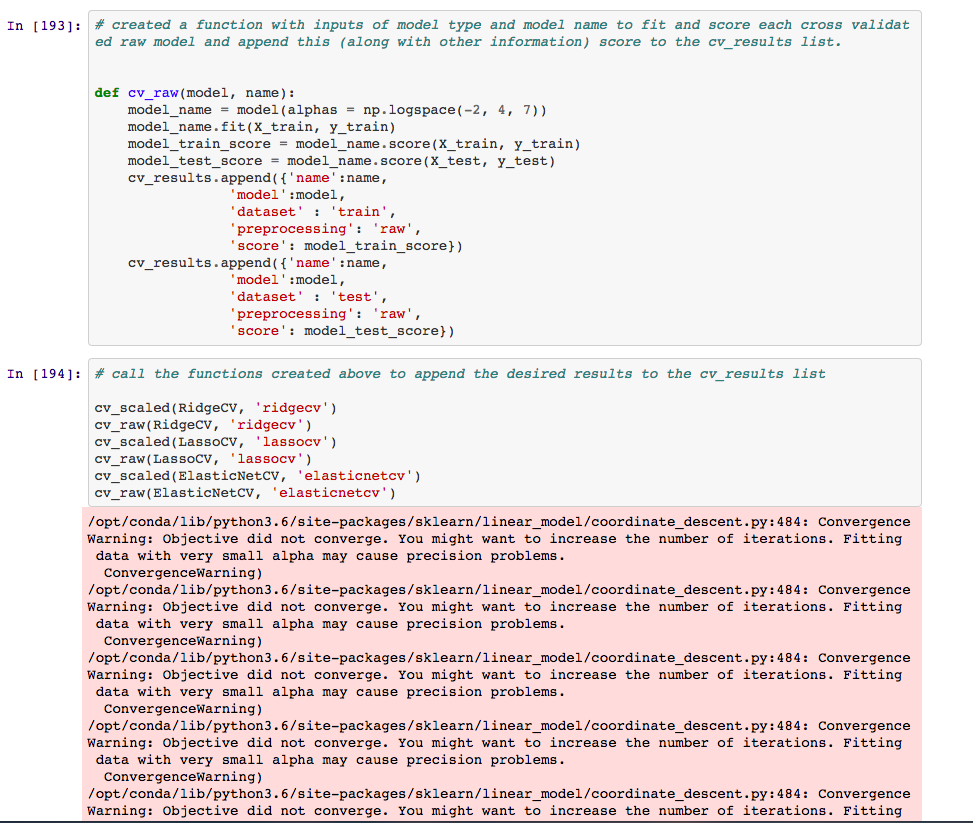 In [193]:
# created a function with inputs of model type and model name to fit and score each cross validat
ed raw model and append this (along with other information) score to the cv_results list.
def cv_raw(model, name):
    model_name = model(alphas = np.logspace(-2, 4, 7))
    model_name.fit(X_train, y_train)
    model_train_score = model_name.score(X_train, y_train)
    model_test_score = model_name.score(X_test, y_test)
    cv_results.append({'name':name,
                'model':model,
                'dataset' : 'train',
                'preprocessing': 'raw',
                'score': model_train_score})
    cv_results.append({'name':name,
                'model':model,
                'dataset' : 'test',
                'preprocessing': 'raw',
                'score': model_test_score})
In [194]:
# call the functions created above to append the desired results to the cv_results list
cv_scaled(RidgeCV, 'ridgecv')
cv_raw(RidgeCV, 'ridgecv')
cv_scaled(LassoCV, 'lassocv')
cv_raw(LassoCV, 'lassocv')
cv_scaled(ElasticNetCV, 'elasticnetcv')
cv_raw(ElasticNetCV, 'elasticnetcv')
/opt/conda/lib/python3.6/site-packages/sklearn/linear_model/coordinate_descent.py:484: Convergence
Warning: Objective did not converge. You might want to increase the number of iterations. Fitting
 data with very small alpha may cause precision problems.
  ConvergenceWarning)
/opt/conda/lib/python3.6/site-packages/sklearn/linear_model/coordinate_descent.py:484: Convergence
Warning: Objective did not converge. You might want to increase the number of iterations. Fitting
 data with very small alpha may cause precision problems.
  ConvergenceWarning)
/opt/conda/lib/python3.6/site-packages/sklearn/linear_model/coordinate_descent.py:484: Convergence
Warning: Objective did not converge. You might want to increase the number of iterations. Fitting
 data with very small alpha may cause precision problems.
  ConvergenceWarning)
/opt/conda/lib/python3.6/site-packages/sklearn/linear_model/coordinate_descent.py:484: Convergence
Warning: Objective did not converge. You might want to increase the number of iterations. Fitting
 data with very small alpha may cause precision problems.
  ConvergenceWarning)
/opt/conda/lib/python3.6/site-packages/sklearn/linear_model/coordinate_descent.py:484: Convergence
Warning: Objective did not converge. You might want to increase the number of iterations. Fitting